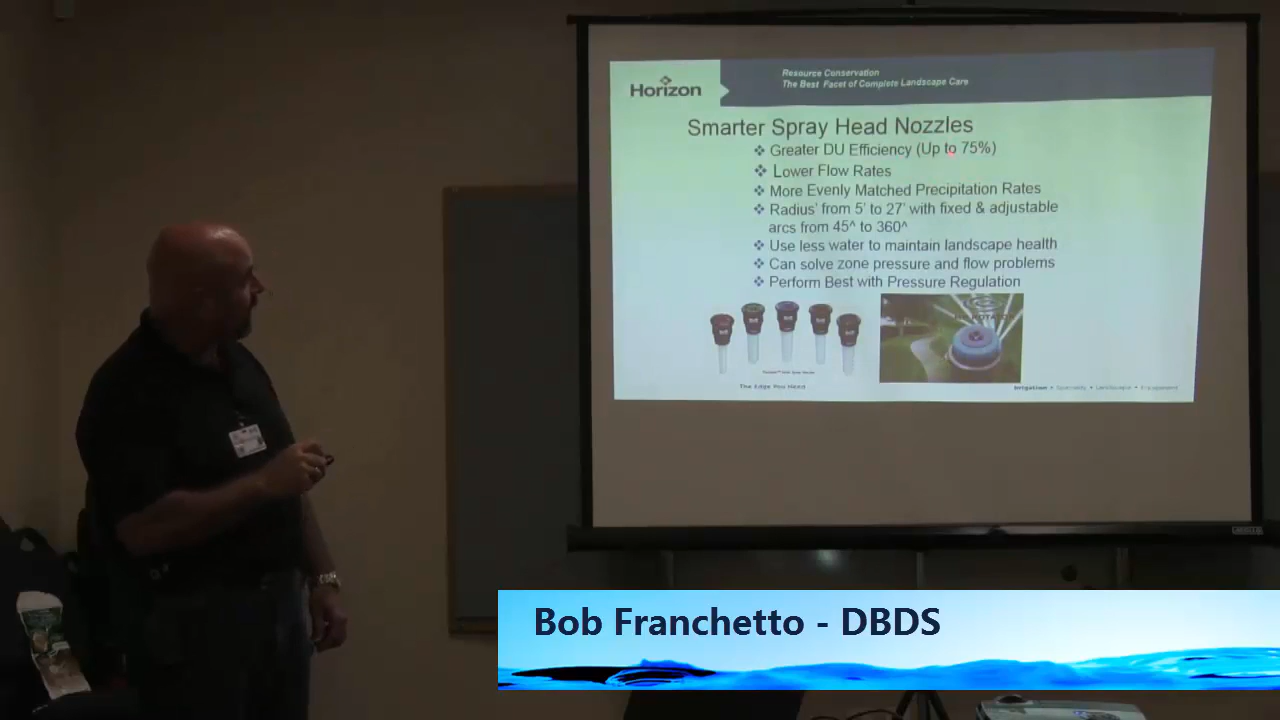 Horizon
Resource Conservation
The Best Facet of Complete Landscape Care
Smarter Spray Head Nozzles
❖ Greater DU Efficiency (Up to 75%)
❖ Lower Flow Rates
❖ More Evenly Matched Precipitation Rates
❖ Radius' from 5' to 27' with fixed & adjustable
arcs from 45^ to 360^
❖ Use less water to maintain landscape health
❖ Can solve zone pressure and flow problems
❖ Perform Best with Pressure Regulation
The Edge You Need
Irrigation • Specialty • Landscape • Equipment
Bob Franchetto - DBDS